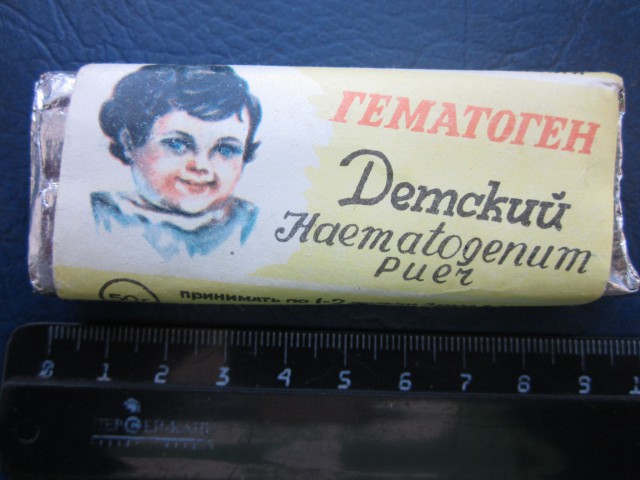 ГЕМАТОГЕН
Детский
Haematogenum
puer
50г
принимать по 1-2
0 1 2 3 4 5 6 7 8 9 1